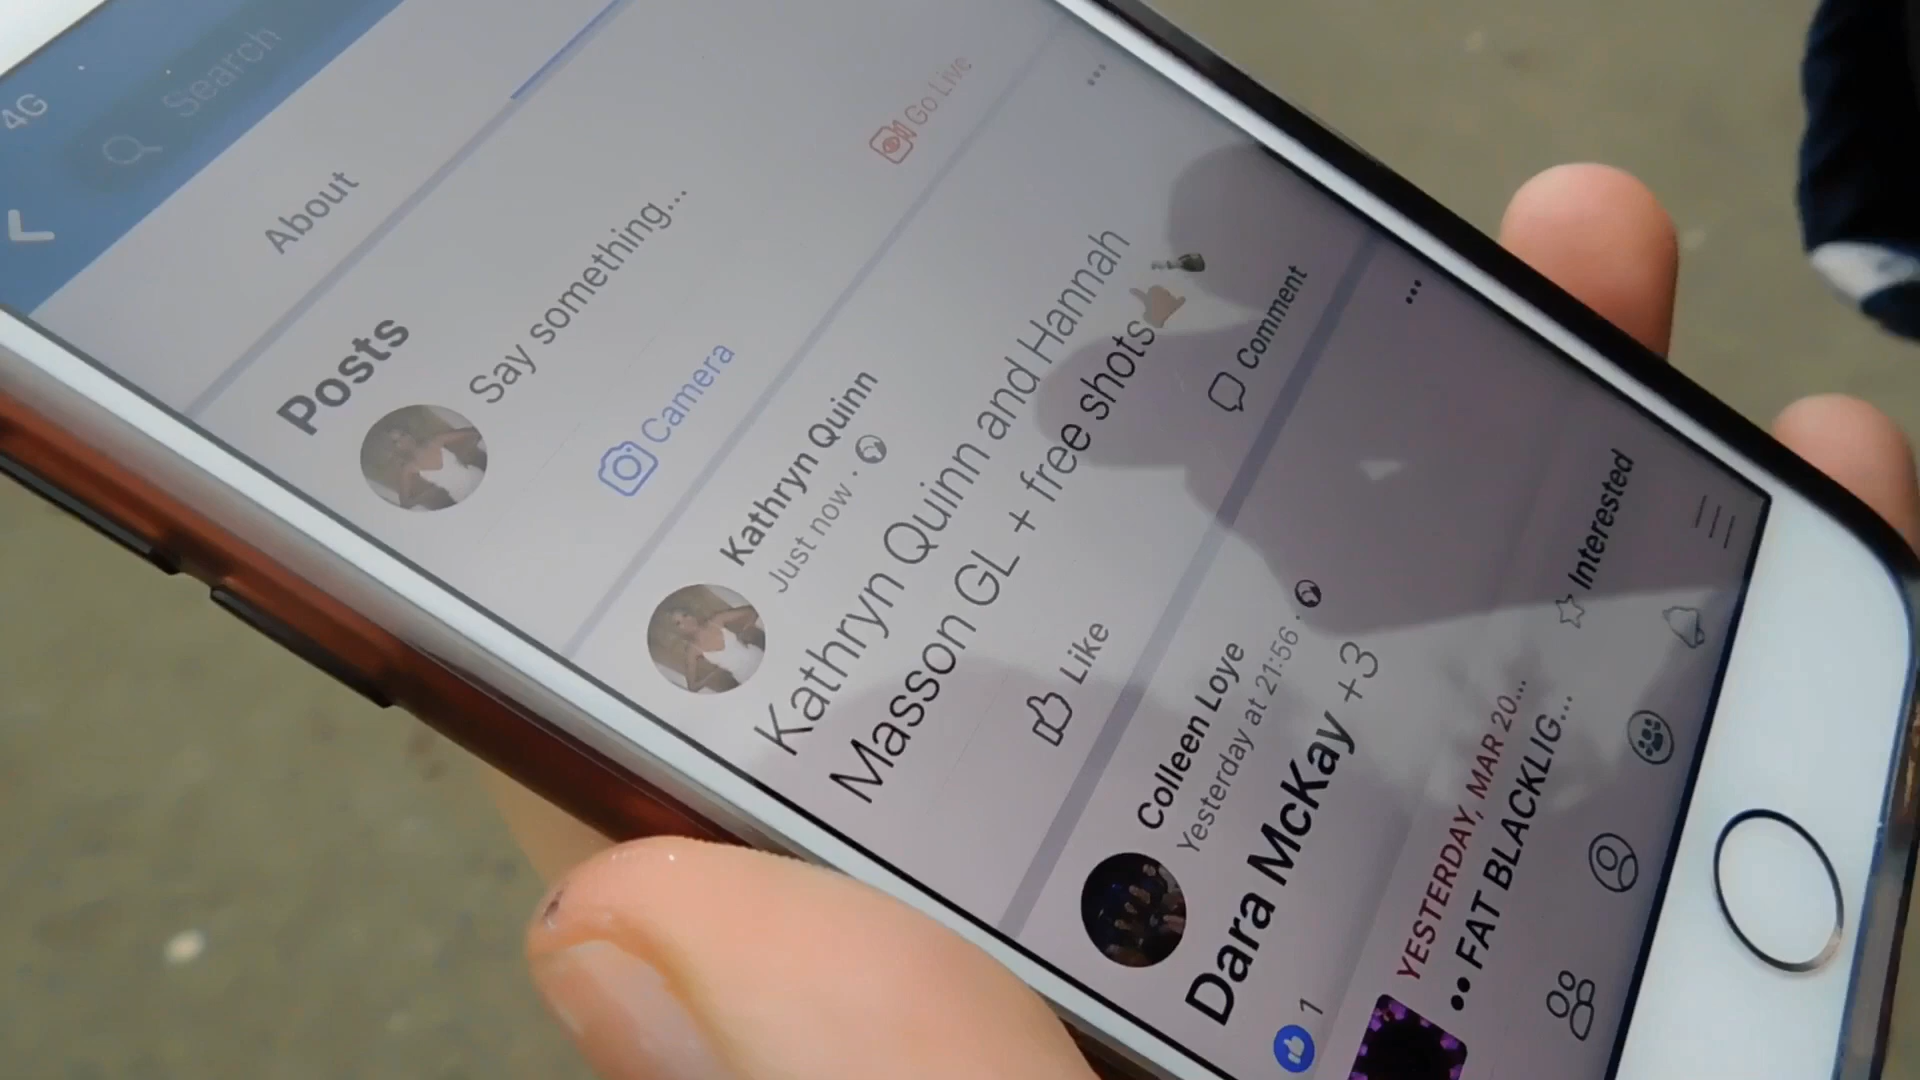 4G
Search
About
Posts
Say something...
Camera
Go Live
Kathryn Quinn
Just now ·
Kathryn Quinn and Hannah
Masson GL + free shots
Like
Comment
Colleen Loye
Yesterday at 21:56 ·
Dara McKay +3
1
YESTERDAY, MAR 20...
•• FAT BLACKLIG...
Interested